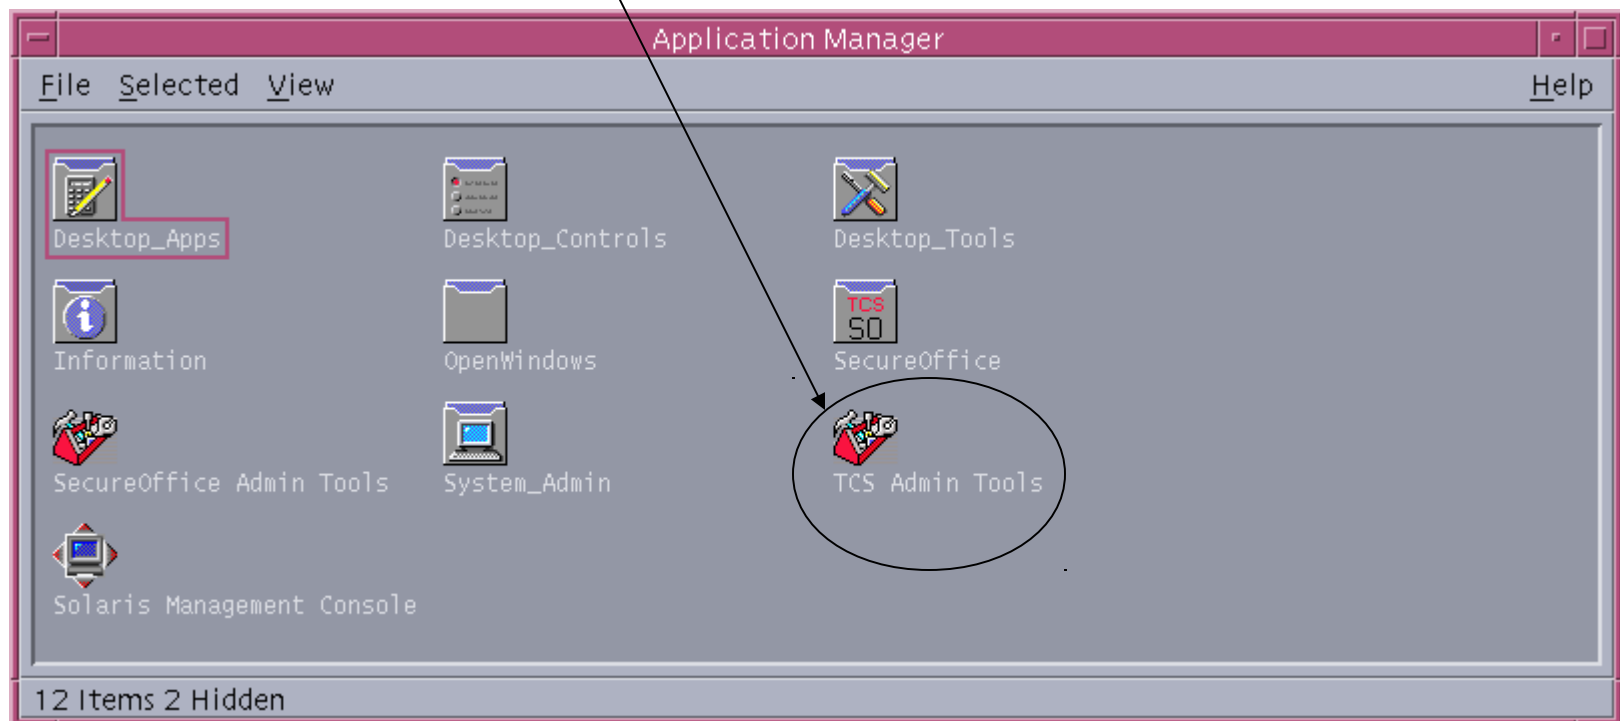 Application Manager
File Selected View Help
Desktop_Apps Desktop_Controls Desktop_Tools
TCS
SO
Information OpenWindows SecureOffice
SecureOffice Admin Tools System_Admin TCS Admin Tools
Solaris Management Console
12 Items 2 Hidden